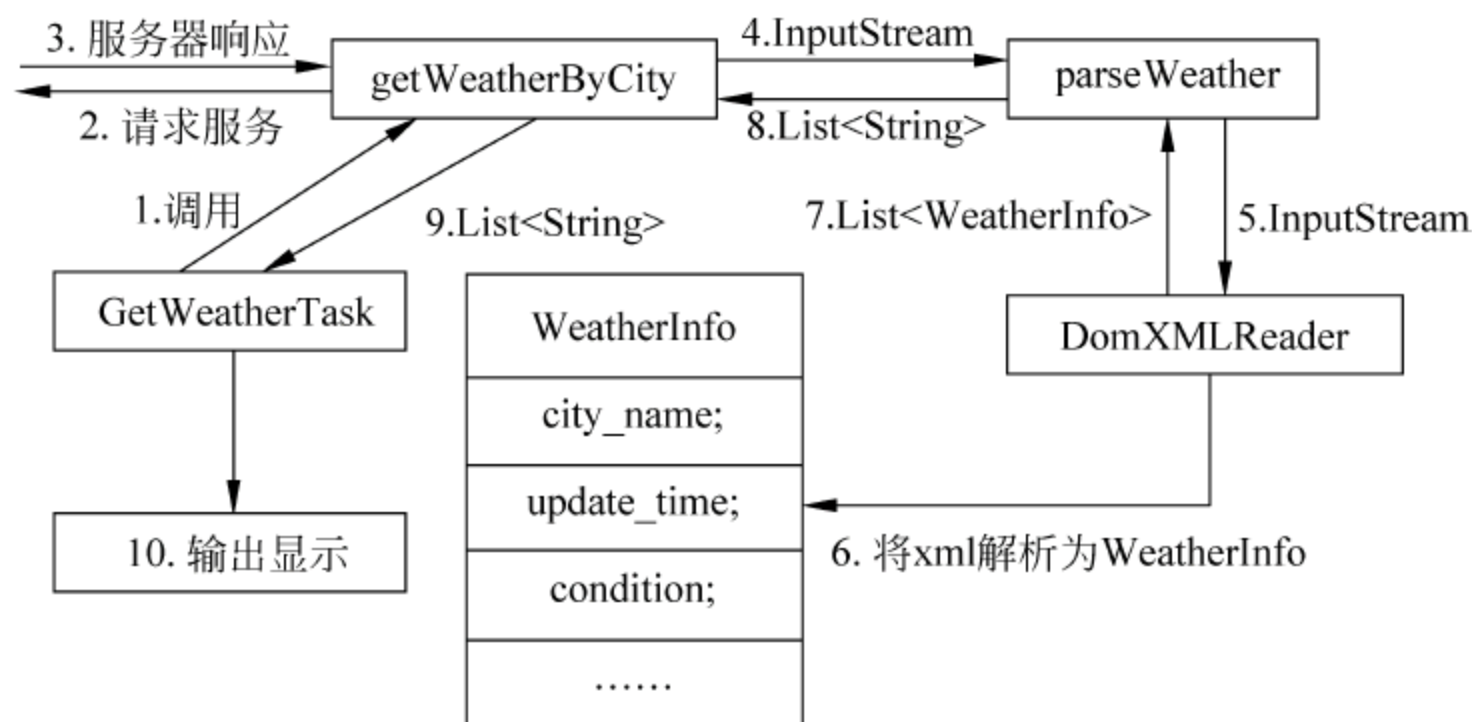 3. 服务器响应
getWeatherByCity
4.InputStream
parseWeather
2. 请求服务
8.List<String>
1.调用
9.List<String>
7.List<WeatherInfo>
5.InputStream
GetWeatherTask
WeatherInfo
DomXMLReader
city_name;
update_time;
10. 输出显示
6. 将xml解析为WeatherInfo
condition;
……